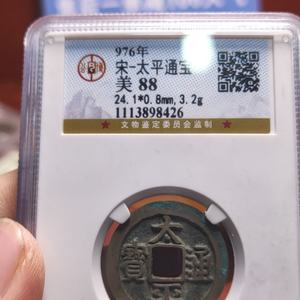 976年
宋-太平通宝
美 88
24.1*0.8mm,3.2g
1113898426
★ 文物鉴定委员会监制 ★
太
寶 通
平